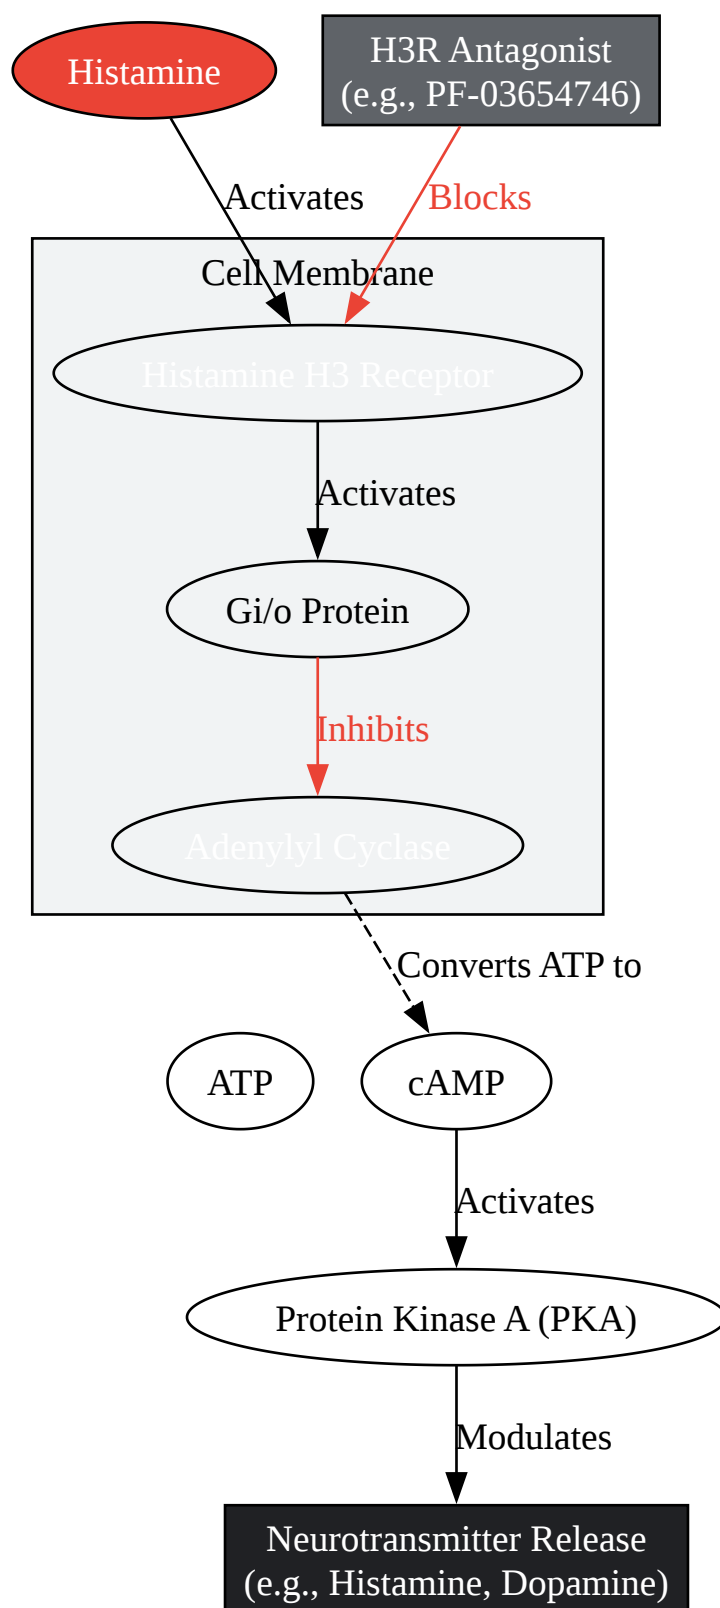 Histamine
H3R Antagonist
(e.g., PF-03654746)
Activates
Blocks
Cell Membrane
Histamine H3 Receptor
Activates
Gi/o Protein
Inhibits
Adenylyl Cyclase
Converts ATP to
ATP
cAMP
Activates
Protein Kinase A (PKA)
Modulates
Neurotransmitter Release
(e.g., Histamine, Dopamine)